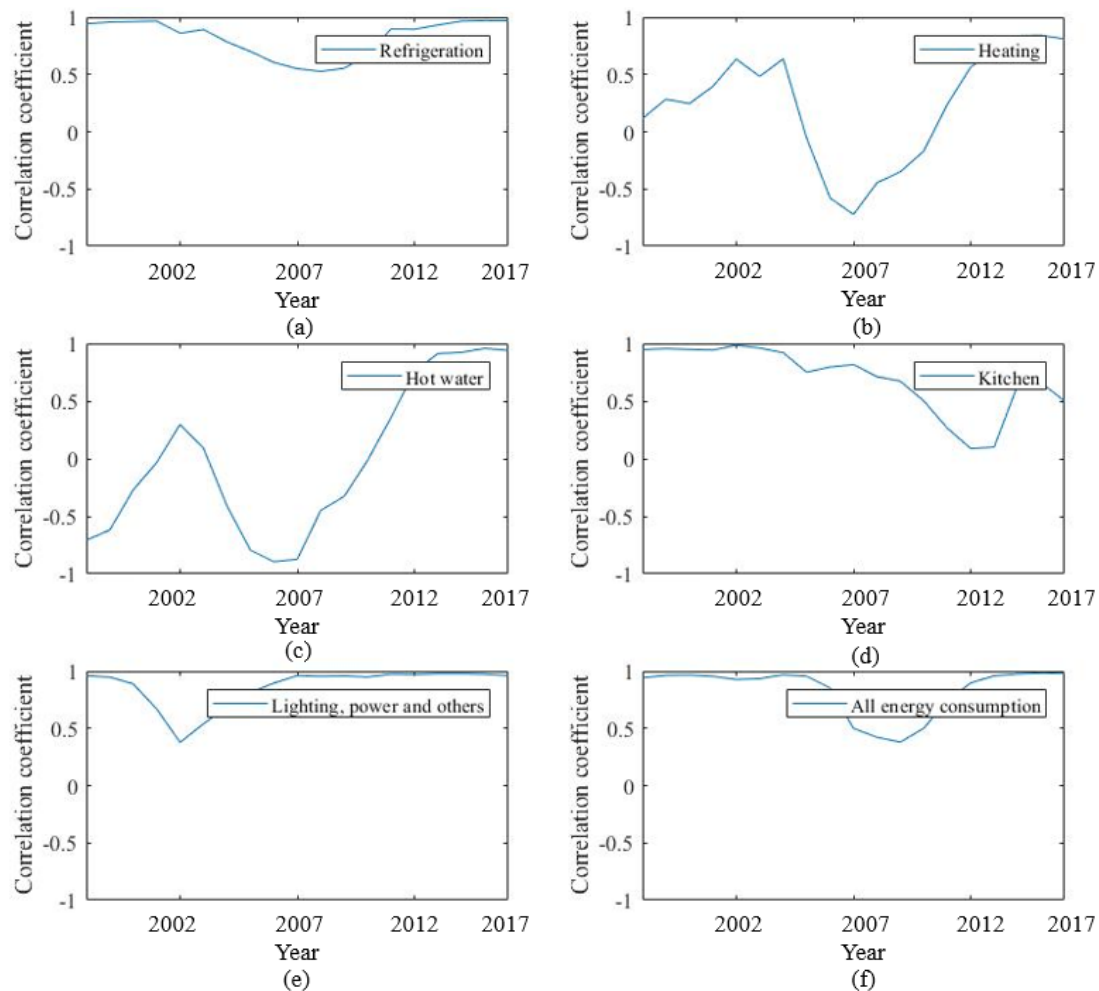 Correlation coefficient
1
0.5
0
-0.5
-1
Refrigeration
2002 2007 2012 2017
Year
(a)
Correlation coefficient
1
0.5
0
-0.5
-1
Heating
2002 2007 2012 2017
Year
(b)
Correlation coefficient
1
0.5
0
-0.5
-1
Hot water
2002 2007 2012 2017
Year
(c)
Correlation coefficient
1
0.5
0
-0.5
-1
Kitchen
2002 2007 2012 2017
Year
(d)
Correlation coefficient
1
0.5
0
-0.5
-1
Lighting, power and others
2002 2007 2012 2017
Year
(e)
Correlation coefficient
1
0.5
0
-0.5
-1
All energy consumption
2002 2007 2012 2017
Year
(f)